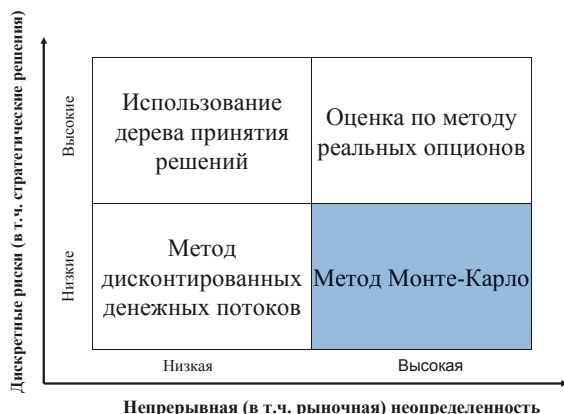 Дискретные риски (в т.ч. стратегические решения)
Высокие
Низкие
Использование
дерева принятия
решений
Оценка по методу
реальных опционов
Метод
дисконтированных
денежных потоков
Метод Монте-Карло
Низкая
Высокая
Непрерывная (в т.ч. рыночная) неопределенность